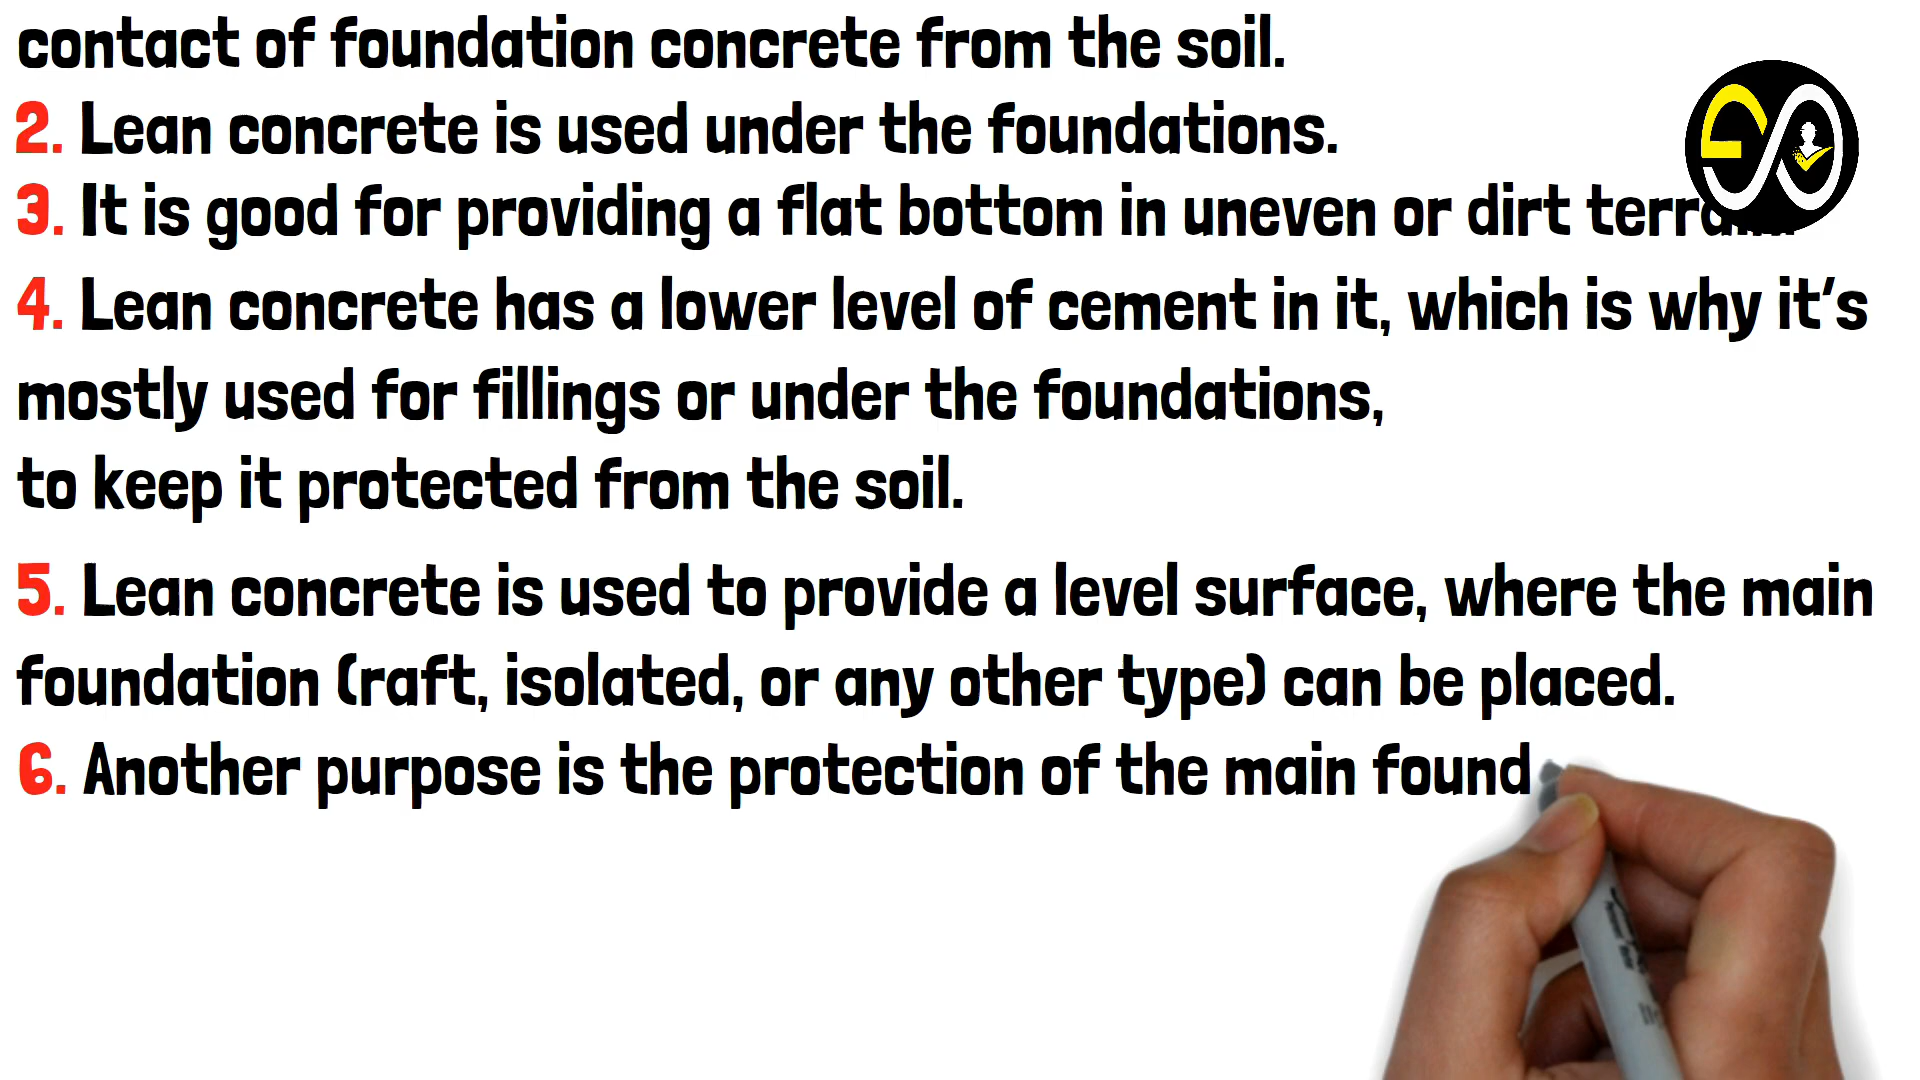 contact of foundation concrete from the soil.
2. Lean concrete is used under the foundations.
3. It is good for providing a flat bottom in uneven or dirt
4. Lean concrete has a lower level of cement in it, which is why it's
mostly used for fillings or under the foundations,
to keep it protected from the soil.
5. Lean concrete is used to provide a level surface, where the main
foundation (raft, isolated, or any other type) can be placed.
6. Another purpose is the protection of the main found